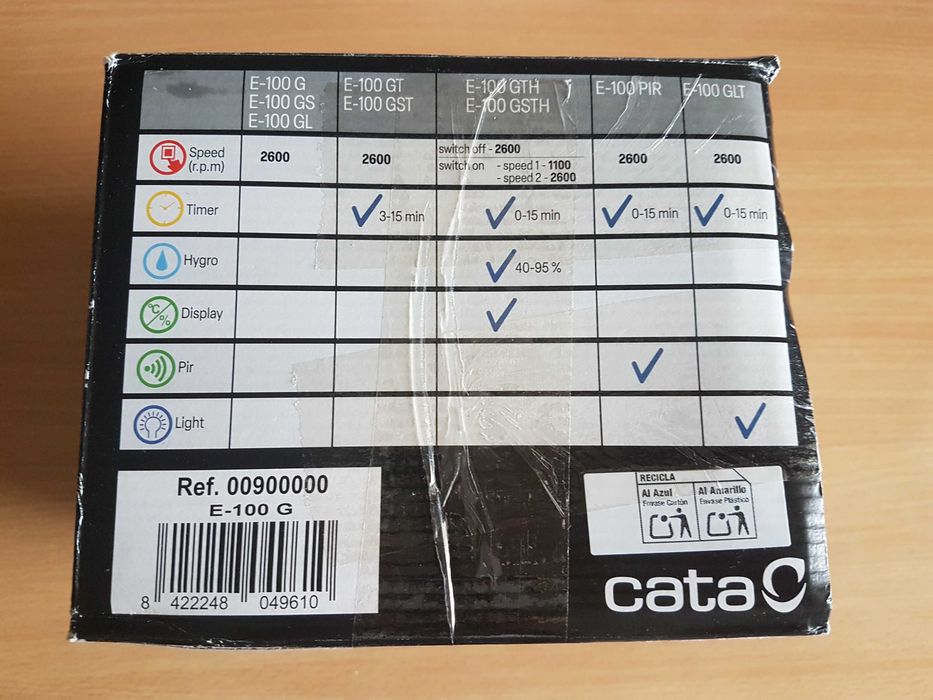 E-100 G
E-100 GS
E-100 GL
E-100 GT
E-100 GST
E-100 GTH
E-100 GSTH
E-100 PIR
E-100 GLT
Speed
(r.p.m)
2600
2600
switch off - 2600
switch on - speed 1 - 1100
- speed 2 - 2600
2600
2600
Timer
3-15 min
0-15 min
0-15 min
0-15 min
Hygro
40-95 %
°C
%
Display
Pir
Light
Ref. 00900000
E-100 G
8 422248 049610
RECICLA
Al Azul
Envase Cartón
Al Amarillo
Envase Plástico
cata